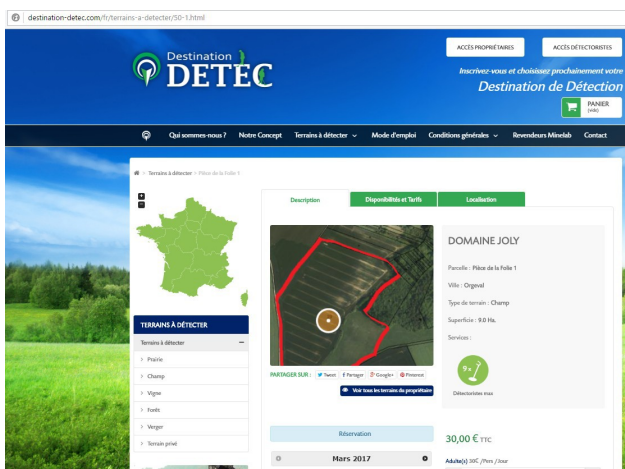 destination-detec.com/fr/terrains-a-detecter/50-1.html
Destination
DETEC
ACCÈS PROPRIÉTAIRES
ACCÈS DÉTECTORISTES
Inscrivez-vous et choisissez prochainement votre
Destination de Détection
PANIER
(vide)
Qui sommes-nous ?
Notre Concept
Terrains à détecter
Mode d'emploi
Conditions générales
Revendeurs Minelab
Contact
> Terrains à détecter > Pièce de la Folie 1
+
-
Description
Disponibilités et Tarifs
Localisation
DOMAINE JOLY
Parcelle : Pièce de la Folie 1
Ville : Orgeval
Type de terrain : Champ
Superficie : 9.0 Ha.
Services :
9 x
Détectoristes max
TERRAINS À DÉTECTER
Terrains à détecter
> Prairie
> Champ
> Vigne
> Forêt
> Verger
> Terrain privé
PARTAGER SUR :
Tweet
Partager
Google+
Pinterest
Voir tous les terrains du propriétaire
Réservation
Mars 2017
30,00 € TTC
Adulte(s) 30€ /Pers /Jour